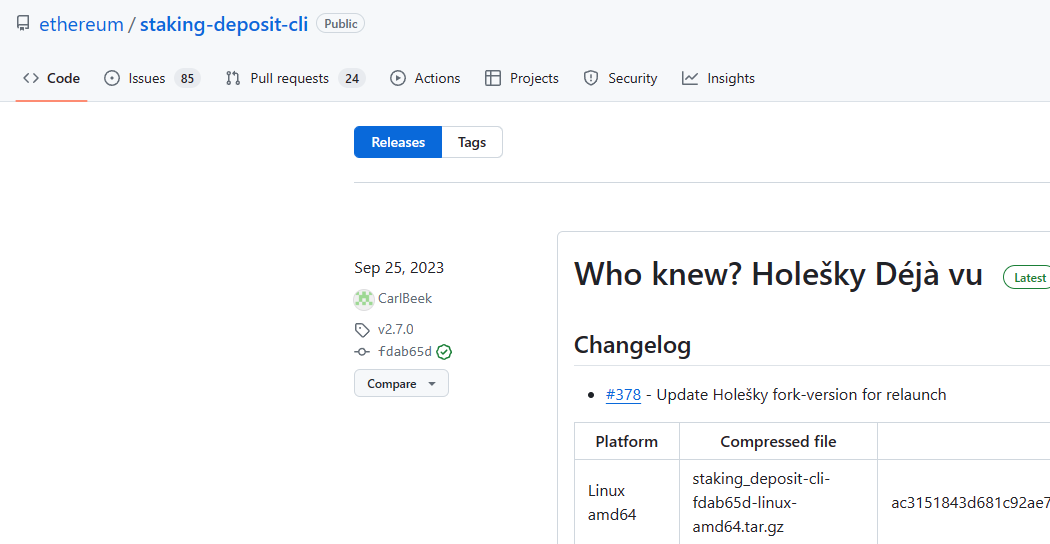 ethereum / staking-deposit-cli Public
Code Issues 85 Pull requests 24 Actions Projects Security Insights
Releases Tags
Sep 25, 2023
CarlBeek
v2.7.0
fdab65d
Compare
Who knew? Holešky Déjà vu Latest
Changelog
#378 - Update Holešky fork-version for relaunch
Platform Compressed file
Linux
amd64
staking_deposit-cli-
fdab65d-linux-
amd64.tar.gz
ac3151843d681c92ae7